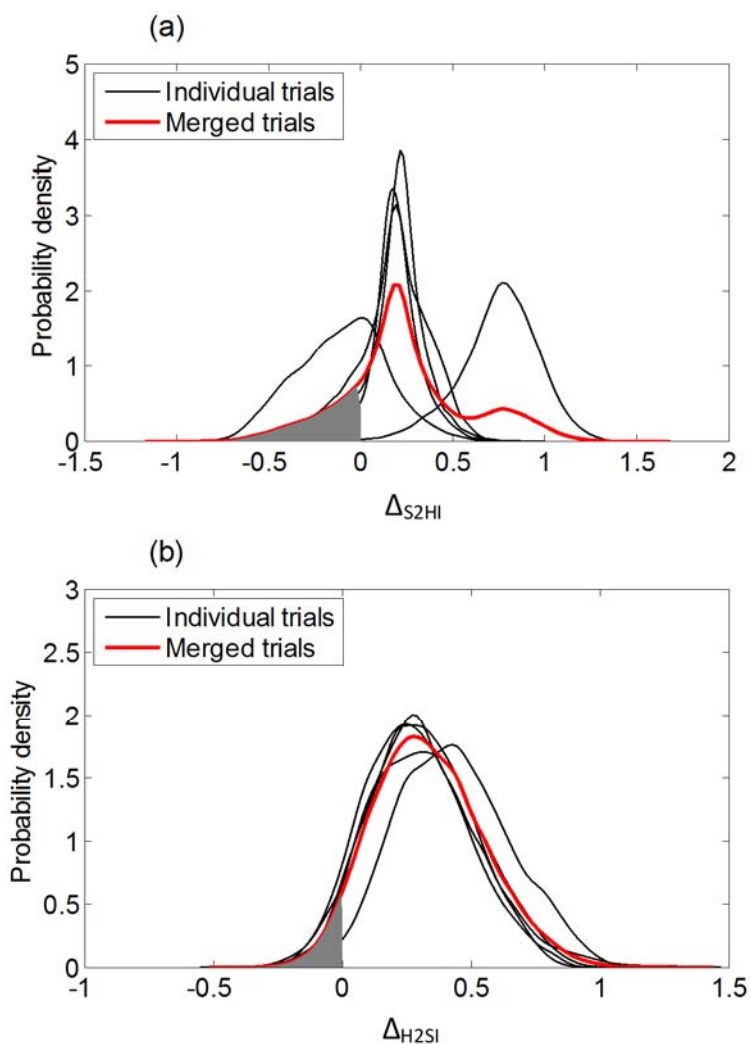 (a)
5
4
3
2
1
0
Probability density
Individual trials
Merged trials
-1.5 -1 -0.5 0 0.5 1 1.5 2
Δ_S2HI
(b)
3
2.5
2
1.5
1
0.5
0
Probability density
Individual trials
Merged trials
-1 -0.5 0 0.5 1 1.5
Δ_H2SI